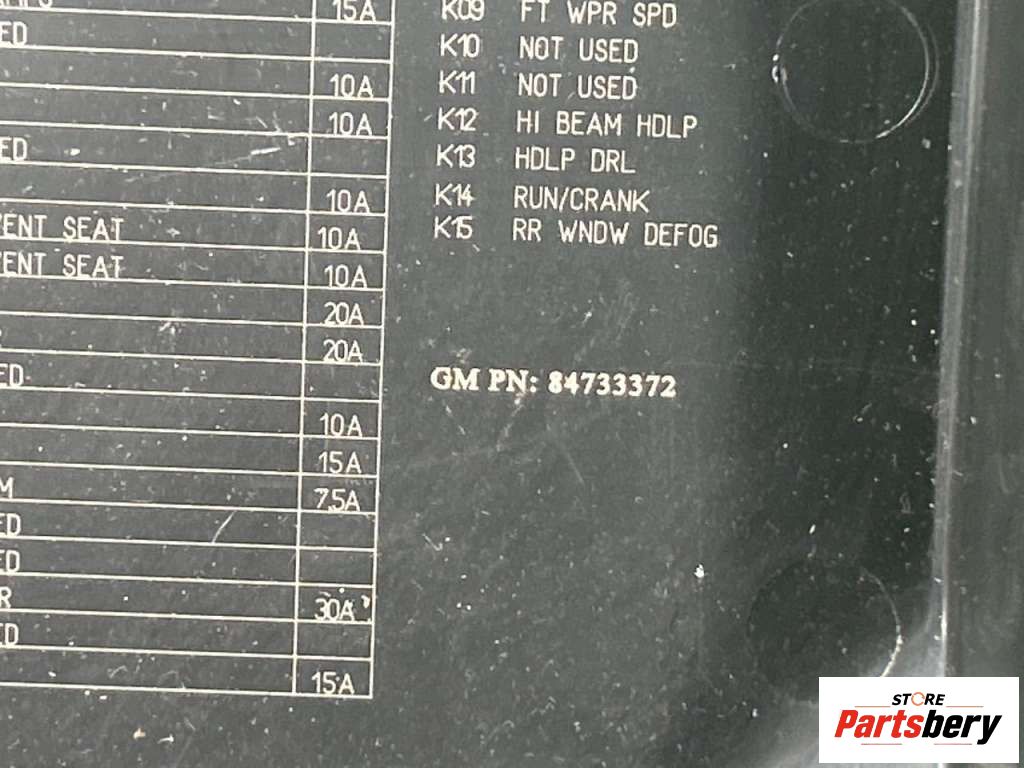 15A
ED
10A
10A
ED
10A
VENT SEAT 10A
VENT SEAT 10A
20A
20A
ED
10A
15A
M 7.5A
ED
ED
R 30A
ED
15A
K09 FT WPR SPD
K10 NOT USED
K11 NOT USED
K12 HI BEAM HDLP
K13 HDLP DRL
K14 RUN/CRANK
K15 RR WNDW DEFOG
GM PN: 84733372
STORE
Partsbery